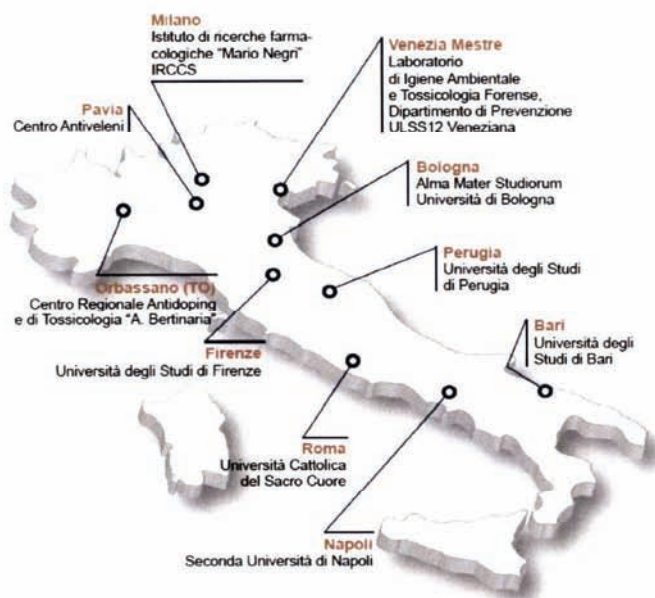 Milano
Istituto di ricerche farma-
cologiche "Mario Negri"
IRCCS
Venezia Mestre
Laboratorio
di Igiene Ambientale
e Tossicologia Forense,
Dipartimento di Prevenzione
ULSS12 Veneziana
Pavia
Centro Antiveleni
Bologna
Alma Mater Studiorum
Università di Bologna
Perugia
Università degli Studi
di Perugia
Orbassano (TO)
Centro Regionale Antidoping
e di Tossicologia "A. Bertinaria"
Firenze
Università degli Studi di Firenze
Bari
Università degli
Studi di Bari
Roma
Università Cattolica
del Sacro Cuore
Napoli
Seconda Università di Napoli